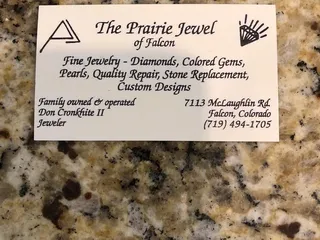 The Prairie Jewel
of Falcon
Fine Jewelry - Diamonds, Colored Gems,
Pearls, Quality Repair, Stone Replacement,
Custom Designs
Family owned & operated
Don Cronkhite II
Jeweler
7113 McLaughlin Rd.
Falcon, Colorado
(719) 494-1705